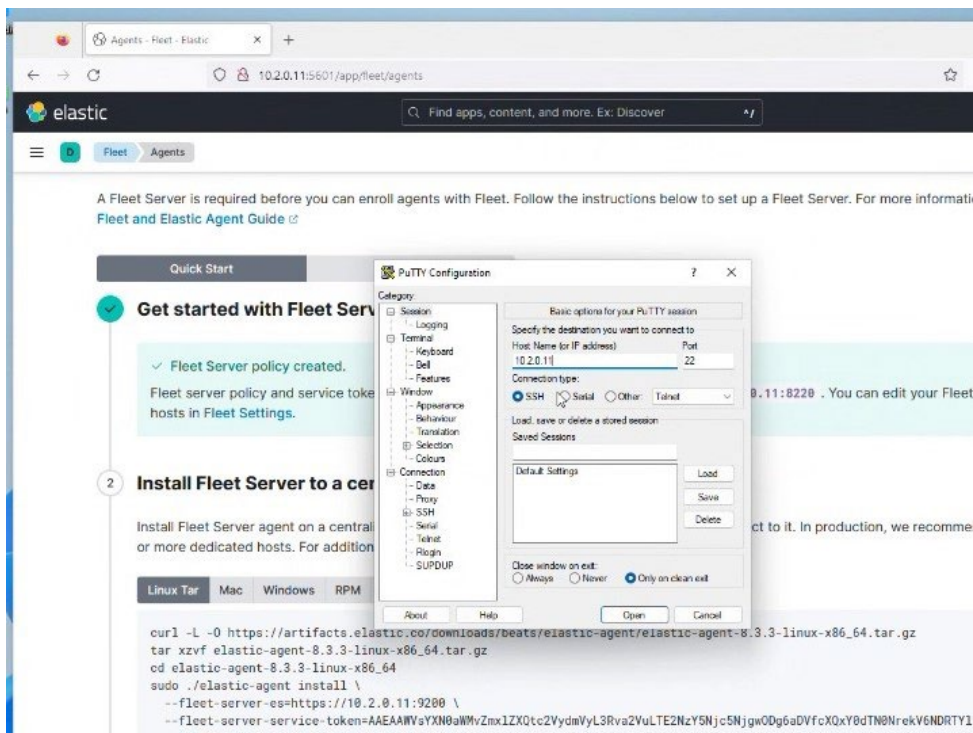 Agents - Fleet - Elastic
10.2.0.11:5601/app/fleet/agents
elastic
Find apps, content, and more. Ex: Discover
^/
D
Fleet
Agents
A Fleet Server is required before you can enroll agents with Fleet. Follow the instructions below to set up a Fleet Server. For more
Fleet and Elastic Agent Guide
Quick Start
Get started with Fleet
Fleet Server policy created.
Fleet server policy and service
.11:8220 . You can edit your Fleet
hosts in Fleet Settings.
2
Install Fleet Server to a
Install Fleet Server agent on a
ct to it. In production, we
or more dedicated hosts. For
Linux Tar
Mac
Windows
RPM
curl -L -O https://artifacts.elastic.co/downloads/beats/elastic-agent/elastic-agent-8.3.3-linux-x86_64.tar.gz
tar xzvf elastic-agent-8.3.3-linux-x86_64.tar.gz
cd elastic-agent-8.3.3-linux-x86_64
sudo ./elastic-agent install \
--fleet-server-es=https://10.2.0.11:9200 \
PuTTY Configuration
?
Category:
Session
Logging
Terminal
Keyboard
Bell
Features
Window
Appearance
Behaviour
Translation
Selection
Colours
Connection
Data
Proxy
SSH
Serial
Telnet
Rlogin
SUPDUP
Basic options for your PuTTY session
Specify the destination you want to connect to
Host Name (or IP address)
Port
10.2.0.11
22
Connection type:
SSH
Serial
Other:
Telnet
Load, save or delete a stored session
Saved Sessions
Default Settings
Load
Save
Delete
Close window on exit:
Always
Never
Only on clean exit
About
Help
Open
Cancel